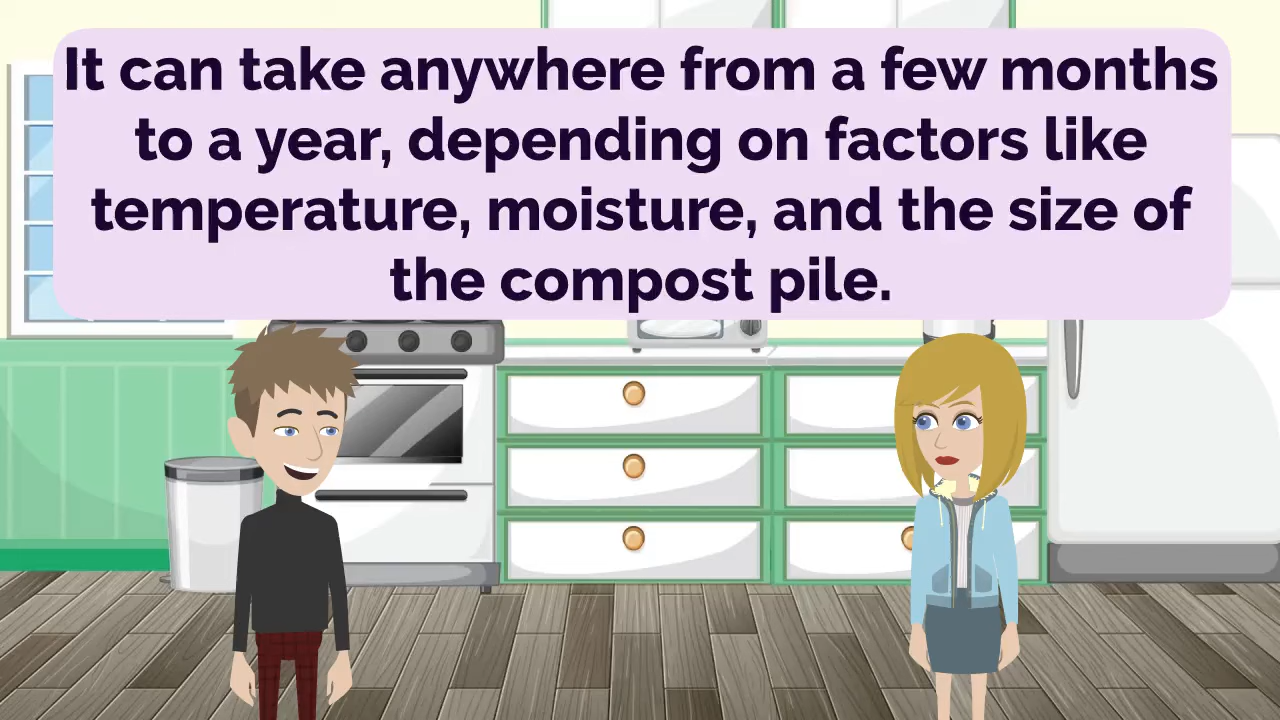 It can take anywhere from a few months
to a year, depending on factors like
temperature, moisture, and the size of
the compost pile.